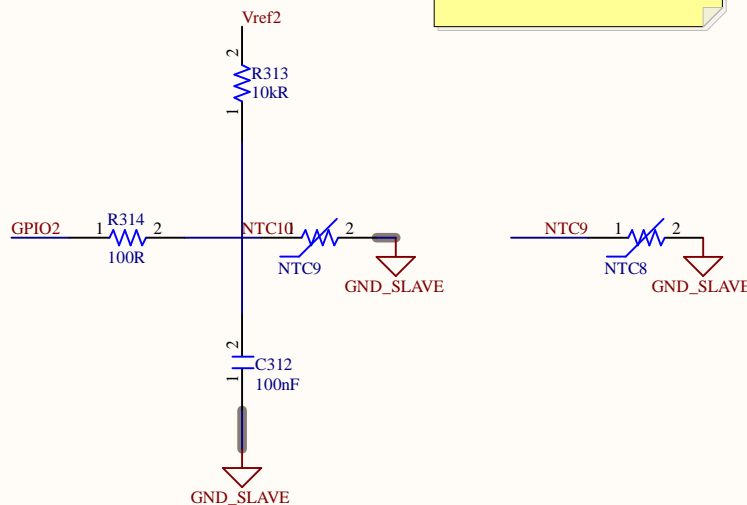 Vref2
2
R313
10kR
1
GPIO2
1
R314
2
100R
NTC10
1
2
NTC9
GND_SLAVE
NTC9
1
2
NTC8
GND_SLAVE
2
C312
1
100nF
GND_SLAVE